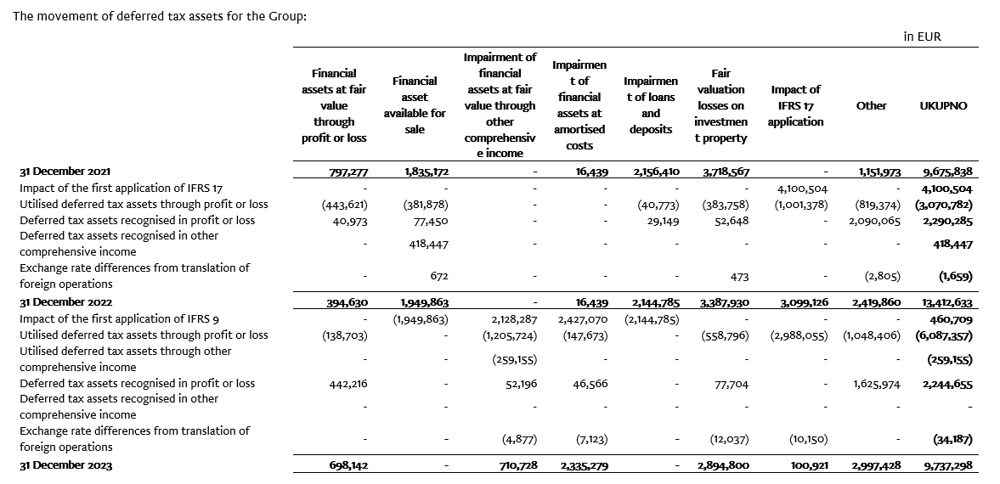 The movement of deferred tax assets for the Group:
in EUR
Financial assets at fair value through profit or loss | Financial asset available for sale | Impairment of financial assets at fair value through other comprehensiv e income | Impairmen t of financial assets at amortised costs | Impairmen t of loans and deposits | Fair valuation losses on investmen t property | Impact of IFRS 17 application | Other | UKUPNO
31 December 2021 797,277 1,835,172 - 16,439 2,156,410 3,718,567 - 1,151,973 9,675,838
Impact of the first application of IFRS 17 - - - - - - 4,100,504 - 4,100,504
Utilised deferred tax assets through profit or loss (443,621) (381,878) - - (40,773) (383,758) (1,001,378) (819,374) (3,070,782)
Deferred tax assets recognised in profit or loss 40,973 77,450 - - 29,149 52,648 - 2,090,065 2,290,285
Deferred tax assets recognised in other
comprehensive income - 418,447 - - - - - - 418,447
Exchange rate differences from translation of
foreign operations - 672 - - - 473 - (2,805) (1,659)
31 December 2022 394,630 1,949,863 - 16,439 2,144,785 3,387,930 3,099,126 2,419,860 13,412,633
Impact of the first application of IFRS 9 - (1,949,863) 2,128,287 2,427,070 (2,144,785) - - - 460,709
Utilised deferred tax assets through profit or loss (138,703) - (1,205,724) (147,673) - (558,796) (2,988,055) (1,048,406) (6,087,357)
Utilised deferred tax assets through other
comprehensive income - - (259,155) - - - - - (259,155)
Deferred tax assets recognised in profit or loss 442,216 - 52,196 46,566 - 77,704 - 1,625,974 2,244,655
Deferred tax assets recognised in other
comprehensive income - - - - - - - - -
Exchange rate differences from translation of
foreign operations - - (4,877) (7,123) - (12,037) (10,150) - (34,187)
31 December 2023 698,142 - 710,728 2,335,279 - 2,894,800 100,921 2,997,428 9,737,298